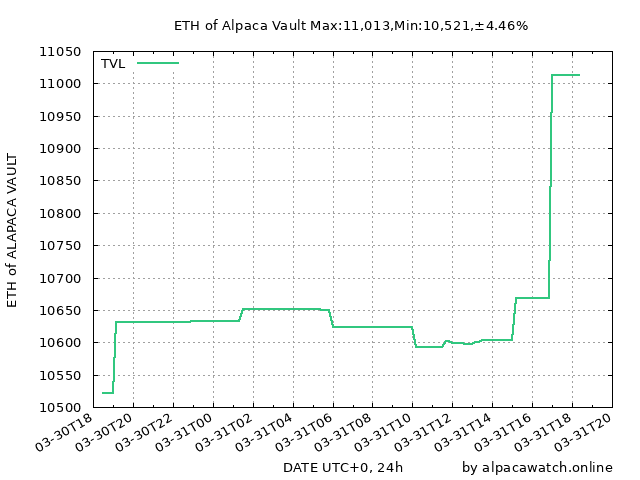 ETH of Alpaca Vault Max:11,013,Min:10,521,±4.46%
TVL
11050
11000
10950
10900
10850
10800
10750
10700
10650
10600
10550
10500
ETH of ALAPACA VAULT
03-30T18
03-30T20
03-30T22
03-31T00
03-31T02
03-31T04
03-31T06
03-31T08
03-31T10
03-31T12
03-31T14
03-31T16
03-31T18
03-31T20
DATE UTC+0, 24h
by alpacawatch.online